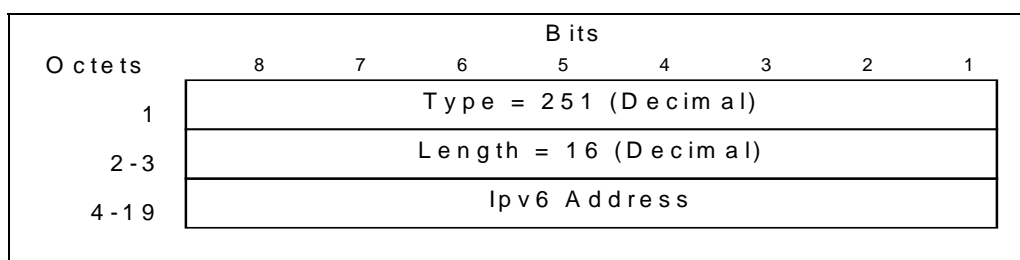 Bits
Octets 8 7 6 5 4 3 2 1
1 Type = 251 (Decimal)
2-3 Length = 16 (Decimal)
4-19 Ipv6 Address